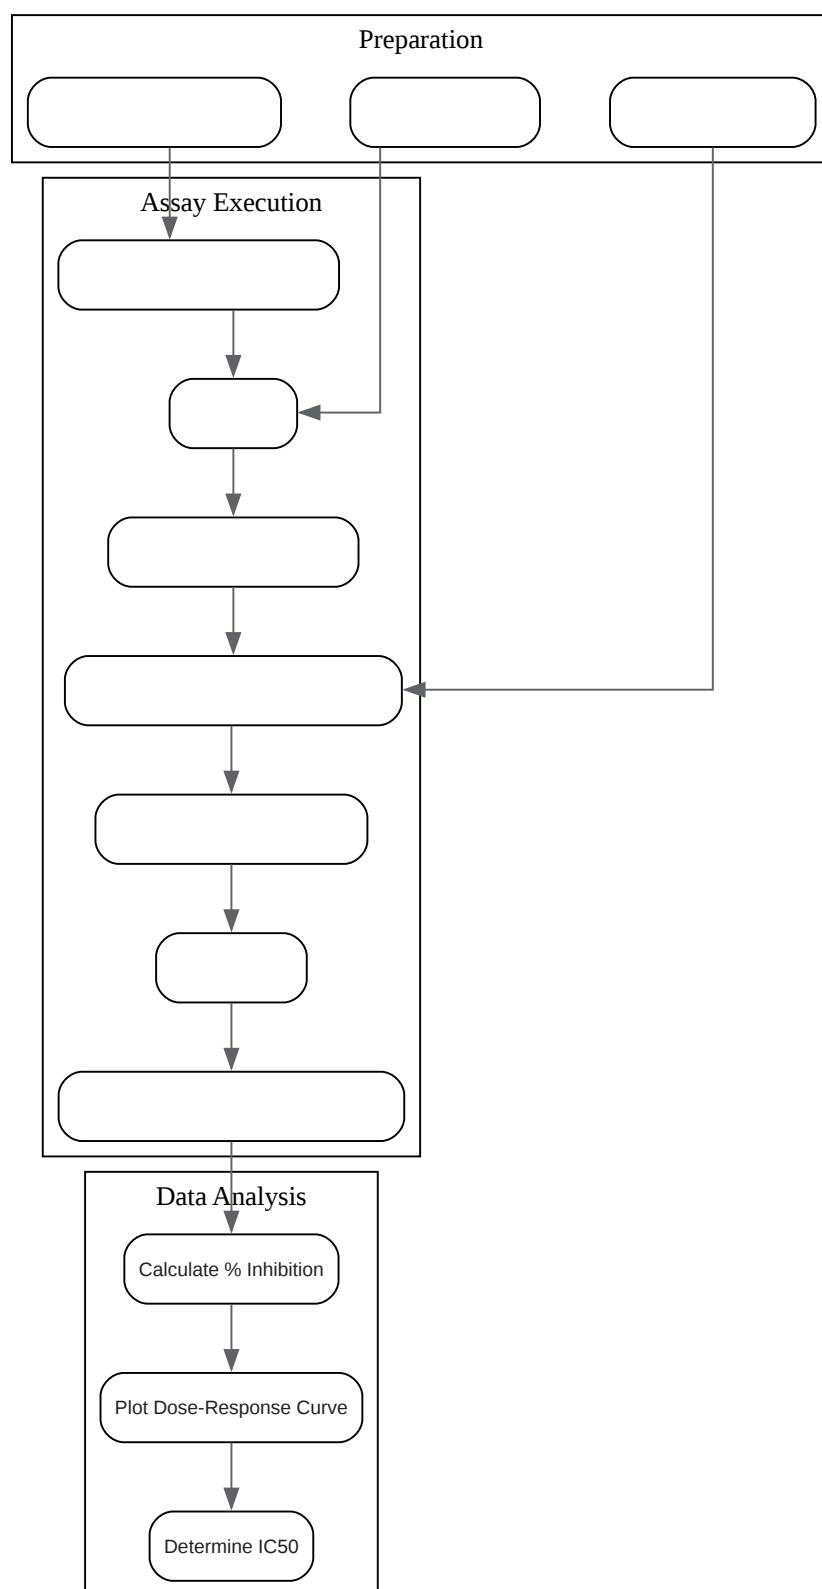 Preparation
Assay Execution
Data Analysis
Calculate % Inhibition
Plot Dose-Response Curve
Determine IC50